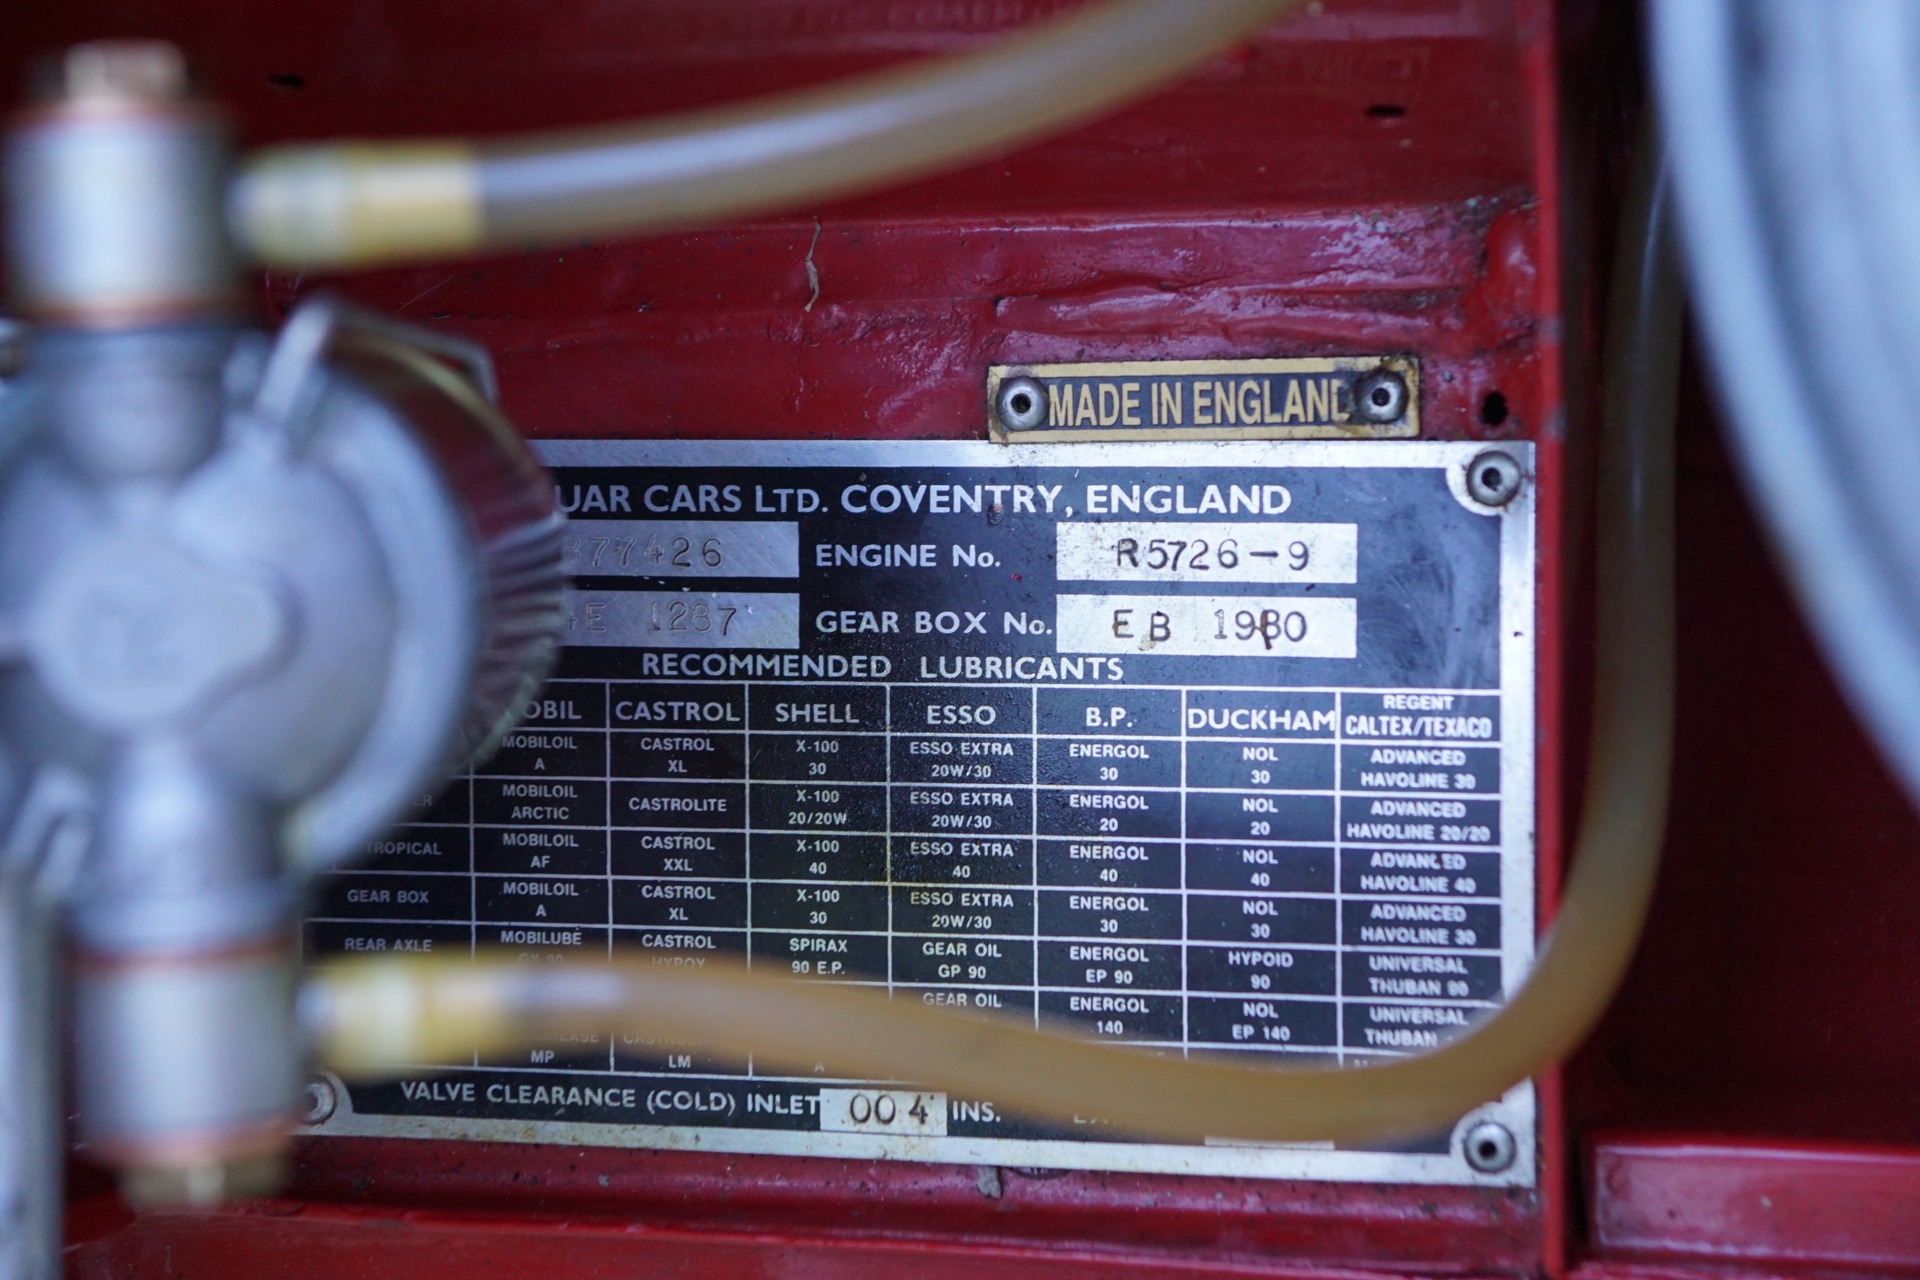 MADE IN ENGLAND
UAR CARS LTD. COVENTRY, ENGLAND
77426 ENGINE No. R5726-9
E 1287 GEAR BOX No. EB 1980
RECOMMENDED LUBRICANTS
OBIL CASTROL SHELL ESSO B.P. DUCKHAM REGENT CALTEX/TEXACO
MOBILOIL A CASTROL XL X-100 30 ESSO EXTRA 20W/30 ENERGOL 30 NOL 30 ADVANCED HAVOLINE 30
ER MOBILOIL ARCTIC CASTROLITE X-100 20/20W ESSO EXTRA 20W/30 ENERGOL 20 NOL 20 ADVANCED HAVOLINE 20/20
TROPICAL MOBILOIL AF CASTROL XXL X-100 40 ESSO EXTRA 40 ENERGOL 40 NOL 40 ADVANCED HAVOLINE 40
GEAR BOX MOBILOIL A CASTROL XL X-100 30 ESSO EXTRA 20W/30 ENERGOL 30 NOL 30 ADVANCED HAVOLINE 30
REAR AXLE MOBILUBE GX 90 CASTROL HYPOY SPIRAX 90 E.P. GEAR OIL GP 90 ENERGOL EP 90 HYPOID 90 UNIVERSAL THUBAN 90
GEAR OIL ENERGOL 140 NOL EP 140 UNIVERSAL THUBAN
MP LM A
VALVE CLEARANCE (COLD) INLET 004 INS.